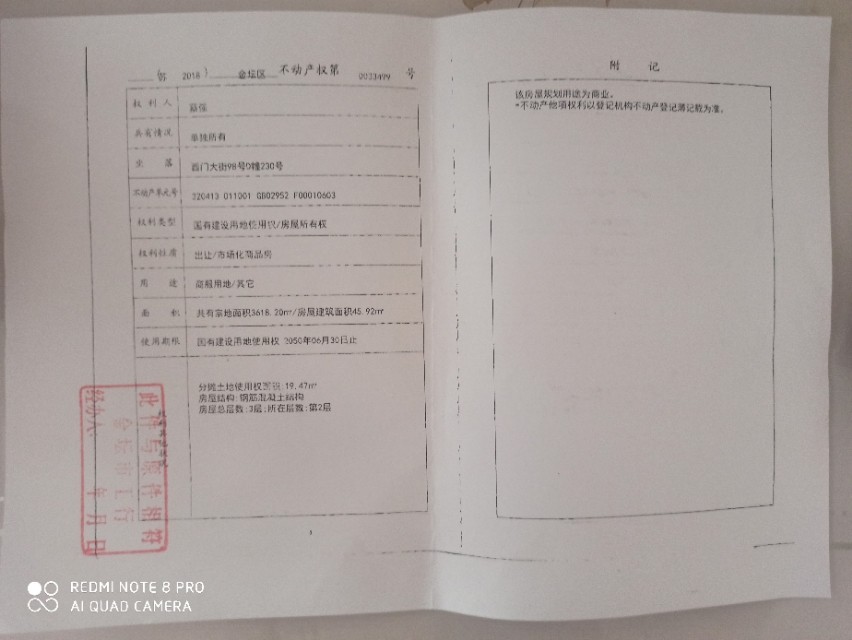 （苏 2018）金坛区 不动产权第 0033499 号
权利人
共有情况 单独所有
坐落 西门大街98号0幢230号
不动产单元号 320413 011001 GB02952 F00010603
权利类型 国有建设用地使用权/房屋所有权
权利性质 出让/市场化商品房
用途 商服用地/其它
面积 共有宗地面积3618.20㎡/房屋建筑面积45.92㎡
使用期限 国有建设用地使用权 2050年06月30日止
分摊土地使用权面积:19.47㎡
房屋结构:钢筋混凝土结构
房屋总层数:3层;所在层数:第2层
此件与原件相符
金坛市工行
经办人 年月日
附记
该房屋规划用途为商业。
*不动产他项权利以登记机构不动产登记簿记载为准。
REDMI NOTE 8 PRO
AI QUAD CAMERA